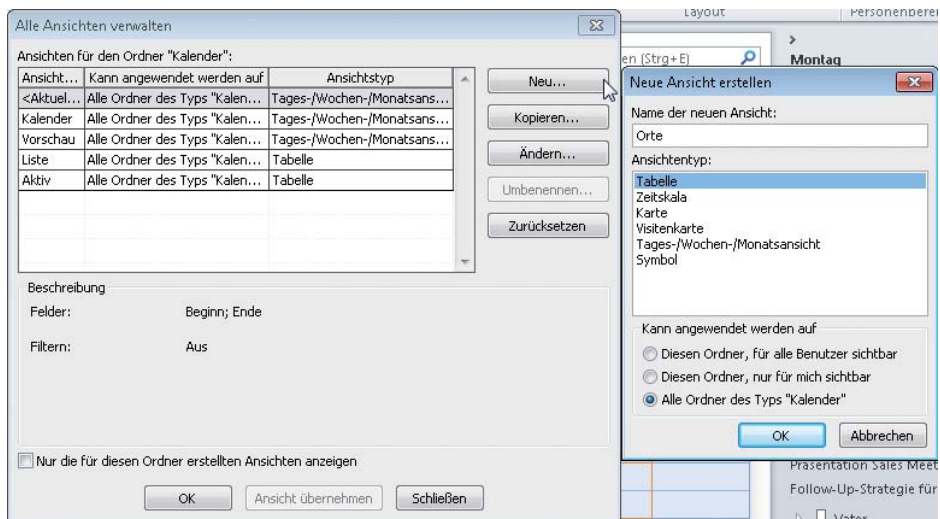 Layout
Personenberei
Alle Ansichten verwalten
Ansichten für den Ordner "Kalender":
Ansicht... Kann angewendet werden auf Ansichtstyp
<Aktuel... Alle Ordner des Typs "Kalen... Tages-/Wochen-/Monatsans...
Kalender Alle Ordner des Typs "Kalen... Tages-/Wochen-/Monatsans...
Vorschau Alle Ordner des Typs "Kalen... Tages-/Wochen-/Monatsans...
Liste Alle Ordner des Typs "Kalen... Tabelle
Aktiv Alle Ordner des Typs "Kalen... Tabelle
Neu...
Kopieren...
Ändern...
Umbenennen...
Zurücksetzen
Beschreibung
Felder: Beginn; Ende
Filtern: Aus
Nur die für diesen Ordner erstellten Ansichten anzeigen
OK Ansicht übernehmen Schließen
en (Strg+E)
Montag
Neue Ansicht erstellen
Name der neuen Ansicht:
Orte
Ansichtentyp:
Tabelle
Zeitskala
Karte
Visitenkarte
Tages-/Wochen-/Monatsansicht
Symbol
Kann angewendet werden auf
Diesen Ordner, für alle Benutzer sichtbar
Diesen Ordner, nur für mich sichtbar
Alle Ordner des Typs "Kalender"
OK Abbrechen
Präsentation Sales Meet
Follow-Up-Strategie für
Vater